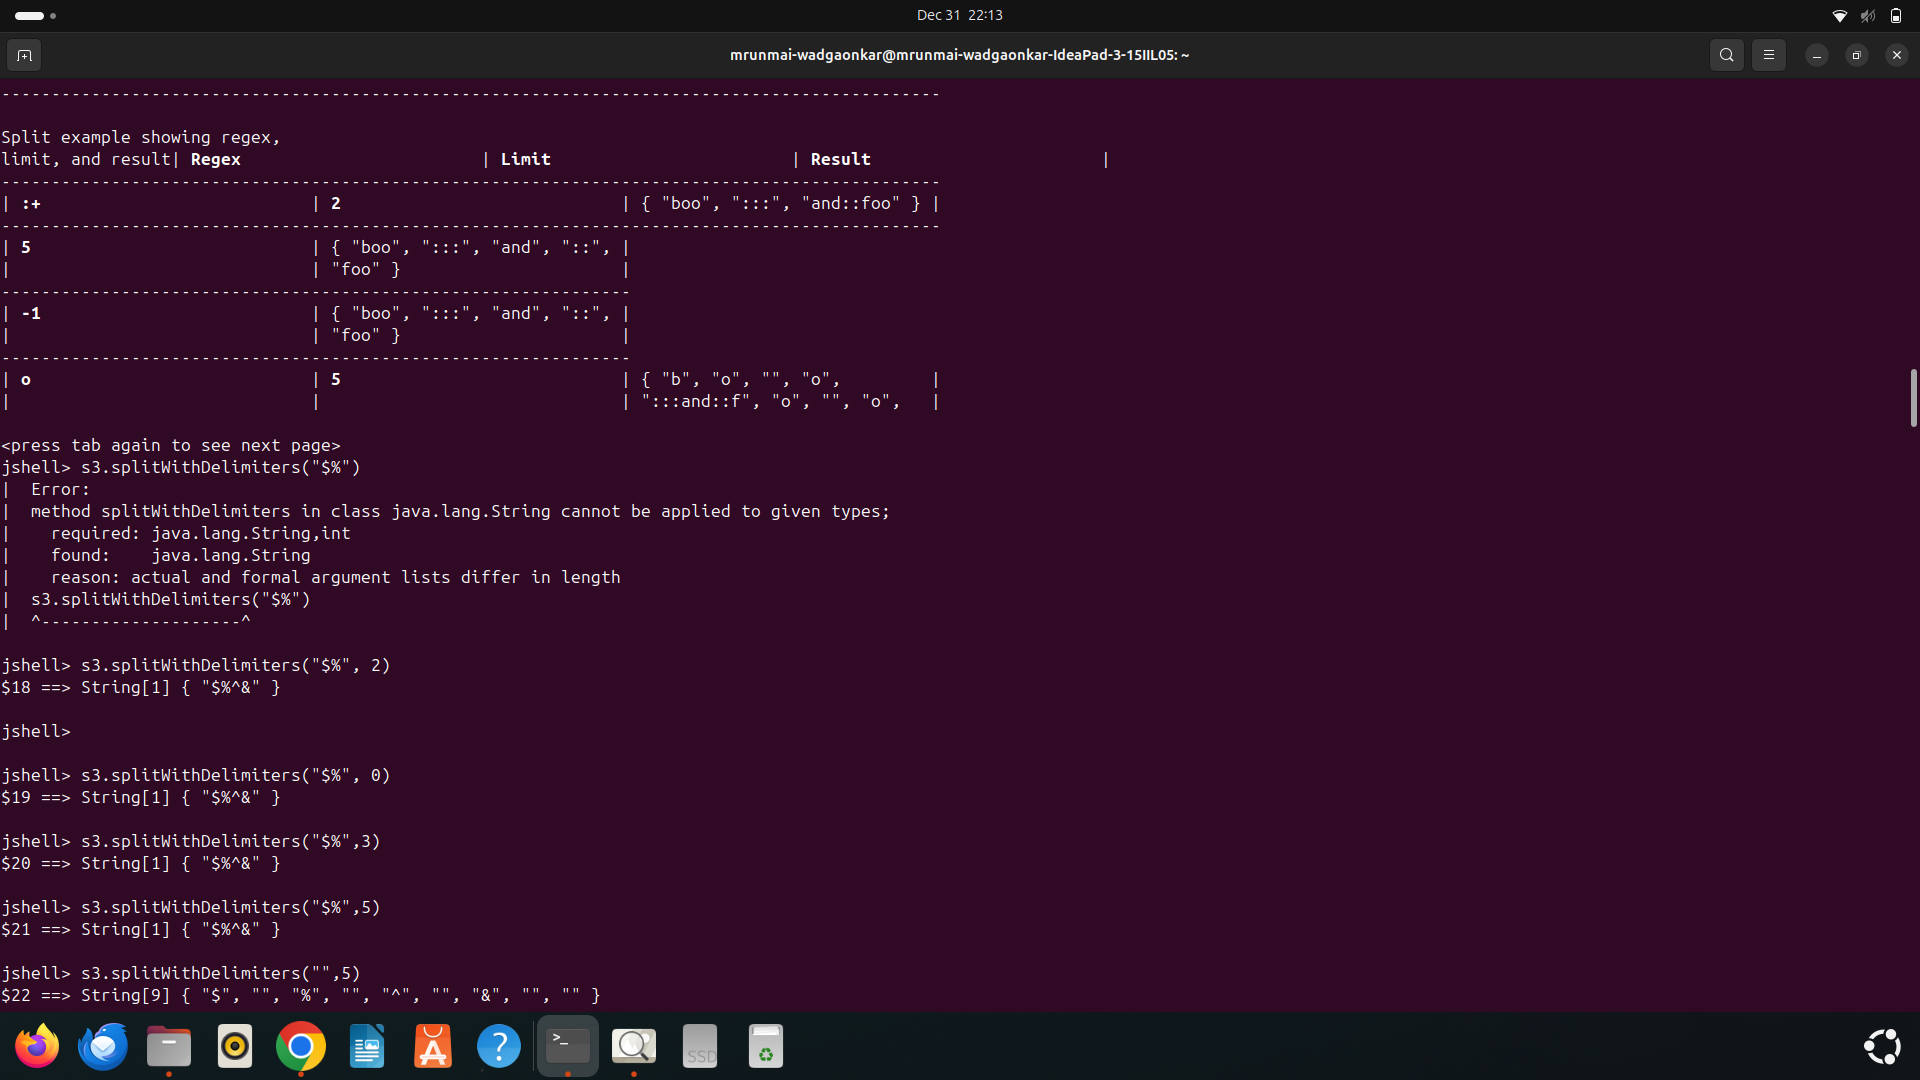 Dec 31 22:13
mrunmai-wadgaonkar@mrunmai-wadgaonkar-IdeaPad-3-15IIL05: ~
----------------------------------------------------------------------------------------------
Split example showing regex,
limit, and result| Regex                        | Limit                        | Result                       |
----------------------------------------------------------------------------------------------
| :+                           | 2                            | { "boo", ":::", "and::foo" } |
----------------------------------------------------------------------------------------------
| 5                            | { "boo", ":::", "and", "::", |
|                              | "foo" }                      |
---------------------------------------------------------------
| -1                           | { "boo", ":::", "and", "::", |
|                              | "foo" }                      |
---------------------------------------------------------------
| o                            | 5                            | { "b", "o", "", "o",         |
|                              |                              | ":::and::f", "o", "", "o",   |
<press tab again to see next page>
jshell> s3.splitWithDelimiters("$%")
|  Error:
|  method splitWithDelimiters in class java.lang.String cannot be applied to given types;
|    required: java.lang.String,int
|    found:    java.lang.String
|    reason: actual and formal argument lists differ in length
|  s3.splitWithDelimiters("$%")
|  ^--------------------^
jshell> s3.splitWithDelimiters("$%", 2)
$18 ==> String[1] { "$%^&" }
jshell>
jshell> s3.splitWithDelimiters("$%", 0)
$19 ==> String[1] { "$%^&" }
jshell> s3.splitWithDelimiters("$%",3)
$20 ==> String[1] { "$%^&" }
jshell> s3.splitWithDelimiters("$%",5)
$21 ==> String[1] { "$%^&" }
jshell> s3.splitWithDelimiters("",5)
$22 ==> String[9] { "$", "", "%", "", "^", "", "&", "", "" }
>_
?
SSD